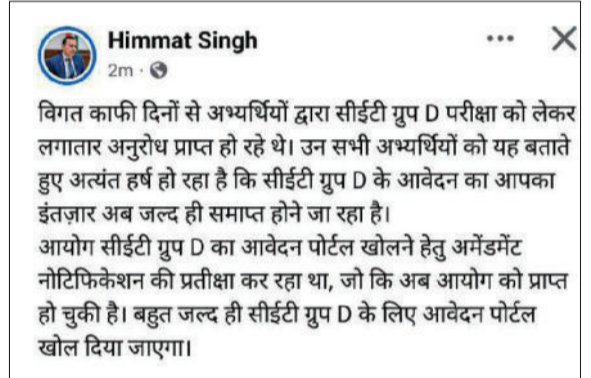 Himmat Singh
2m
विगत काफी दिनों से अभ्यर्थियों द्वारा सीईटी ग्रुप D परीक्षा को लेकर
लगातार अनुरोध प्राप्त हो रहे थे। उन सभी अभ्यर्थियों को यह बताते
हुए अत्यंत हर्ष हो रहा है कि सीईटी ग्रुप D के आवेदन का आपका
इंतज़ार अब जल्द ही समाप्त होने जा रहा है।
आयोग सीईटी ग्रुप D का आवेदन पोर्टल खोलने हेतु अमेंडमेंट
नोटिफिकेशन की प्रतीक्षा कर रहा था, जो कि अब आयोग को प्राप्त
हो चुकी है। बहुत जल्द ही सीईटी ग्रुप D के लिए आवेदन पोर्टल
खोल दिया जाएगा।